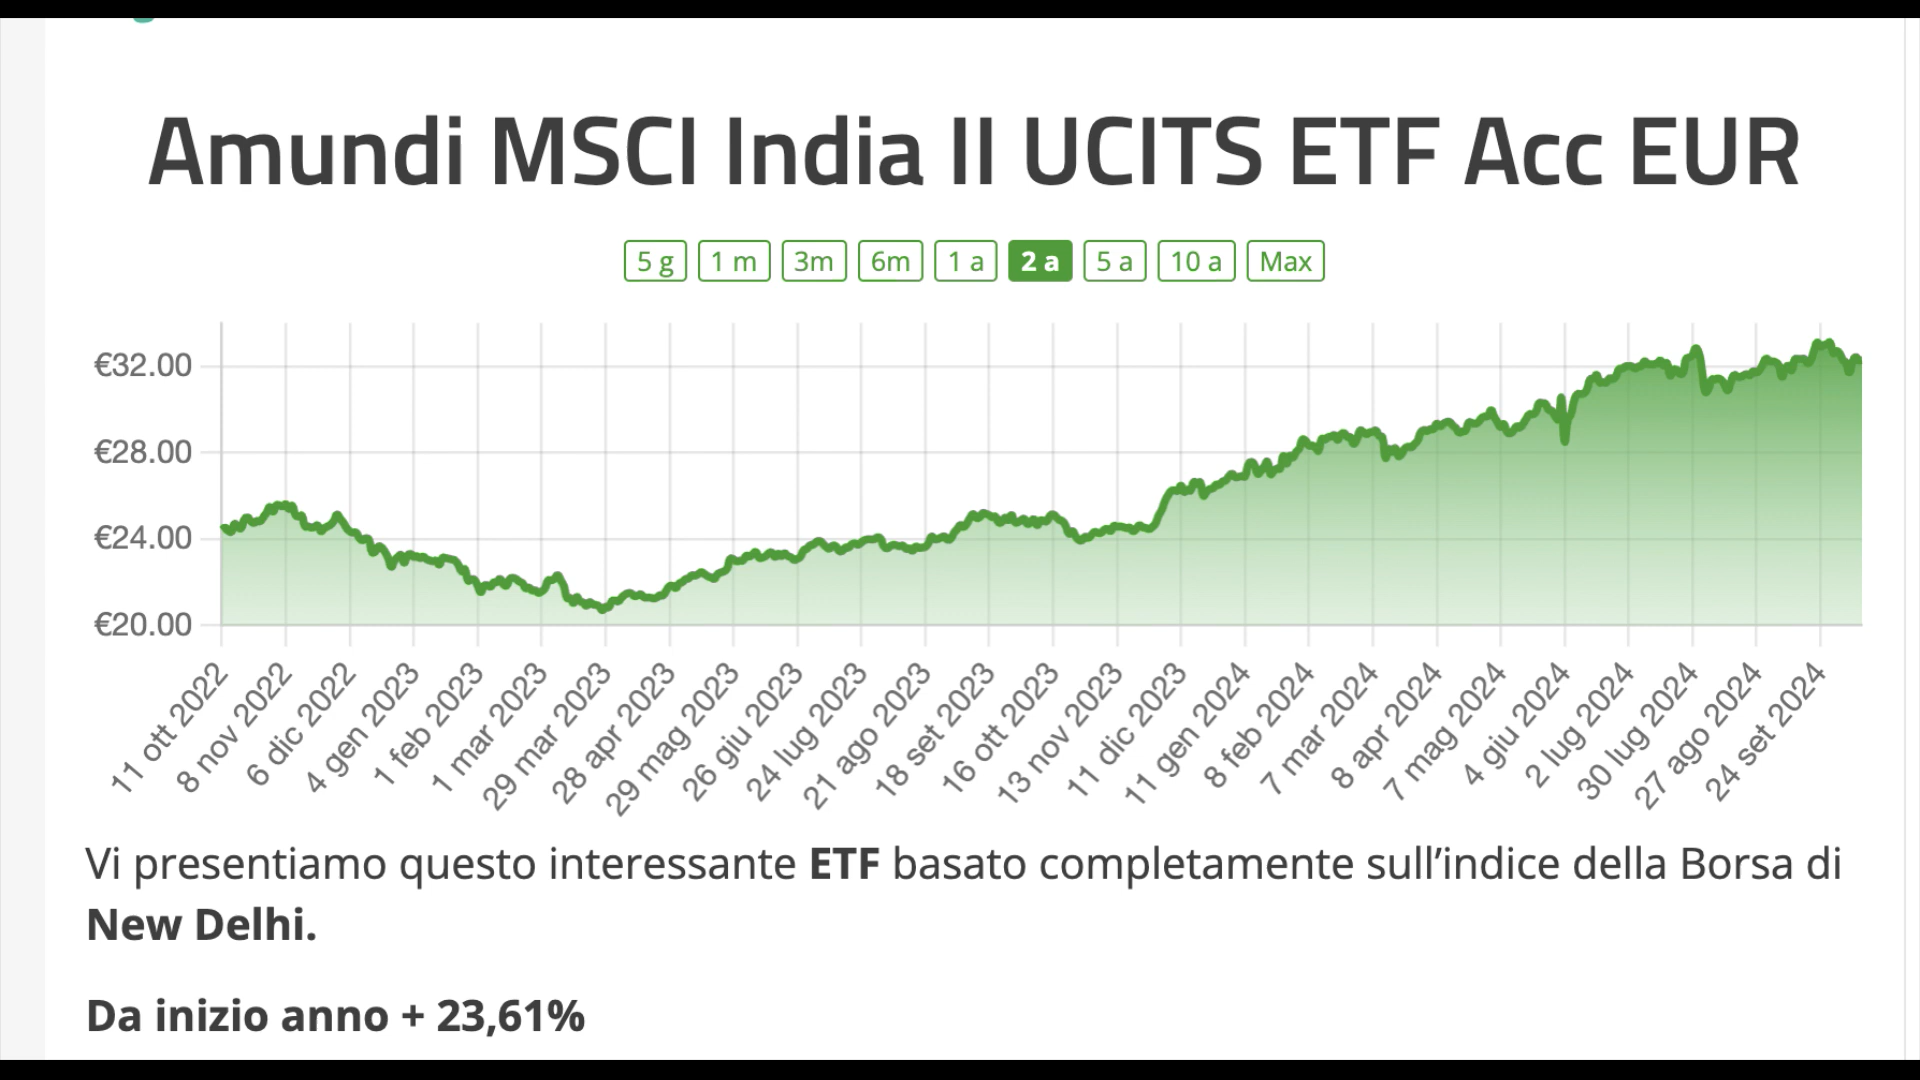 Amundi MSCI India II UCITS ETF Acc EUR
5 g 1 m 3m 6m 1 a 2 a 5 a 10 a Max
€32.00
€28.00
€24.00
€20.00
11 ott 2022
8 nov 2022
6 dic 2022
4 gen 2023
1 feb 2023
1 mar 2023
29 mar 2023
28 apr 2023
29 mag 2023
26 giu 2023
24 lug 2023
21 ago 2023
18 set 2023
16 ott 2023
13 nov 2023
11 dic 2023
11 gen 2024
8 feb 2024
7 mar 2024
8 apr 2024
7 mag 2024
4 giu 2024
2 lug 2024
30 lug 2024
27 ago 2024
24 set 2024
Vi presentiamo questo interessante ETF basato completamente sull’indice della Borsa di
New Delhi.
Da inizio anno + 23,61%